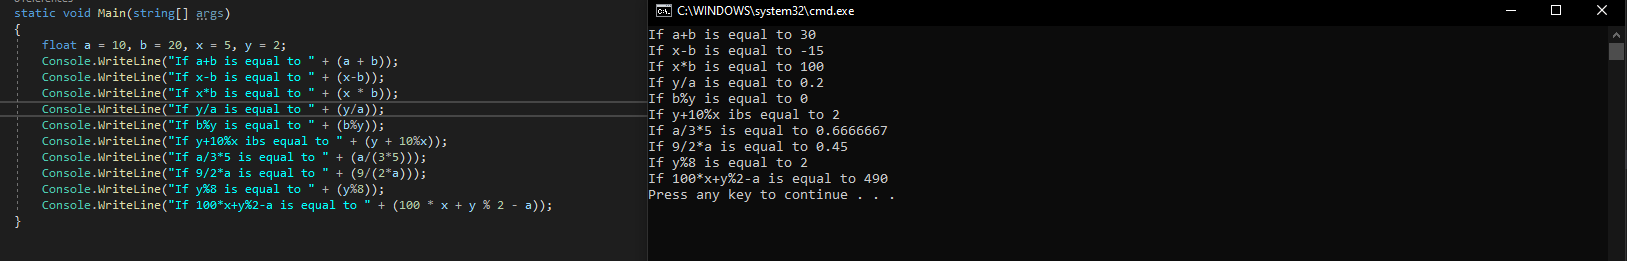 static void Main(string[] args)
{
float a = 10, b = 20, x = 5, y = 2;
Console.WriteLine("If a+b is equal to " + (a + b));
Console.WriteLine("If x-b is equal to " + (x-b));
Console.WriteLine("If x*b is equal to " + (x * b));
Console.WriteLine("If y/a is equal to " + (y/a));
Console.WriteLine("If b%y is equal to " + (b%y));
Console.WriteLine("If y+10%x ibs equal to " + (y + 10%x));
Console.WriteLine("If a/3*5 is equal to " + (a/(3*5)));
Console.WriteLine("If 9/2*a is equal to " + (9/(2*a)));
Console.WriteLine("If y%8 is equal to " + (y%8));
Console.WriteLine("If 100*x+y%2-a is equal to " + (100 * x + y % 2 - a));
}
C:\WINDOWS\system32\cmd.exe
If a+b is equal to 30
If x-b is equal to -15
If x*b is equal to 100
If y/a is equal to 0.2
If b%y is equal to 0
If y+10%x ibs equal to 2
If a/3*5 is equal to 0.6666667
If 9/2*a is equal to 0.45
If y%8 is equal to 2
If 100*x+y%2-a is equal to 490
Press any key to continue . . .